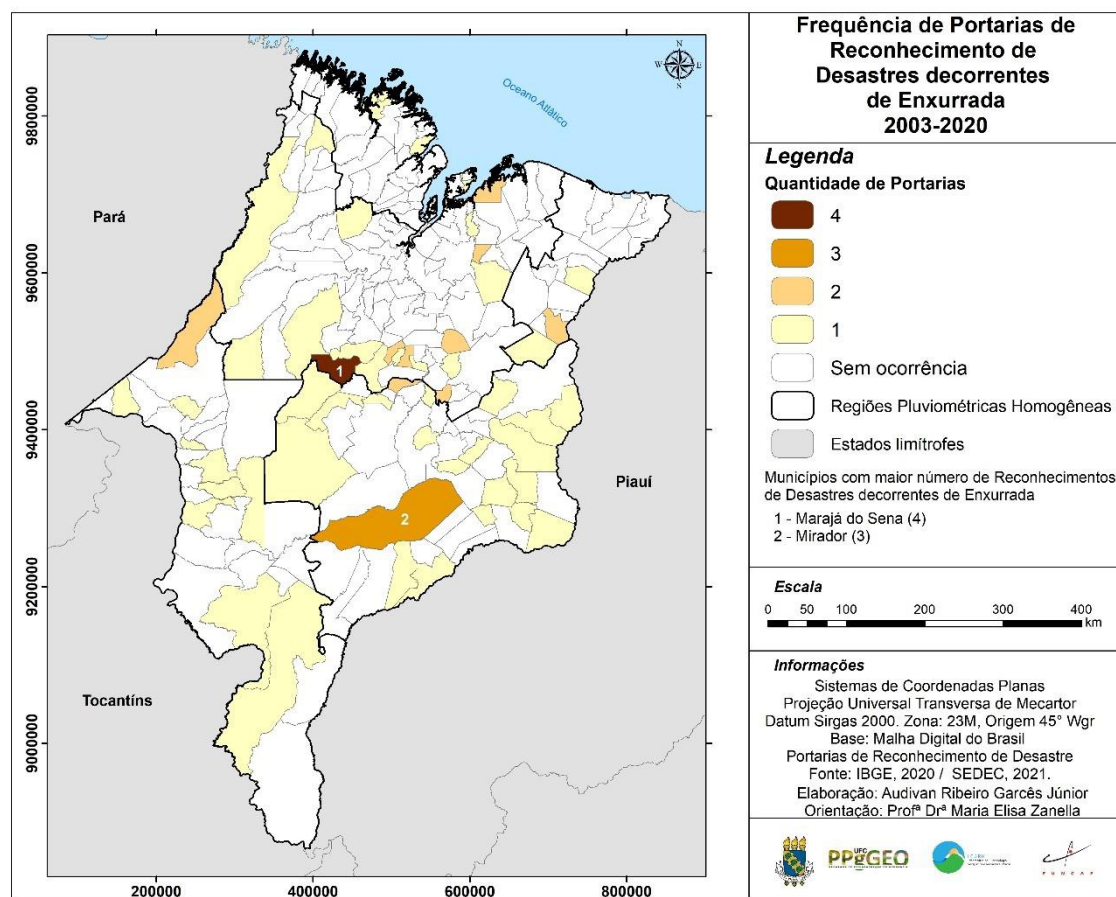 Frequência de Portarias de
Reconhecimento de
Desastres decorrentes
de Enxurrada
2003-2020
Legenda
Quantidade de Portarias
4
3
2
1
Sem ocorrência
Regiões Pluviométricas Homogêneas
Estados limítrofes
Municípios com maior número de Reconhecimentos
de Desastres decorrentes de Enxurrada
1 - Marajá do Sena (4)
2 - Mirador (3)
Escala
0 50 100 200 300 400
km
Informações
Sistemas de Coordenadas Planas
Projeção Universal Transversa de Mecartor
Datum Sirgas 2000. Zona: 23M, Origem 45° Wgr
Base: Malha Digital do Brasil
Portarias de Reconhecimento de Desastre
Fonte: IBGE, 2020 / SEDEC, 2021.
Elaboração: Audivan Ribeiro Garcês Júnior
Orientação: Profª Drª Maria Elisa Zanella
UFC
PPgGEO
FUNCAP
N
W E
S
Oceano Atlático
Pará
Piauí
Tocantíns
1
2
9800000
9600000
9400000
9200000
9000000
200000 400000 600000 800000